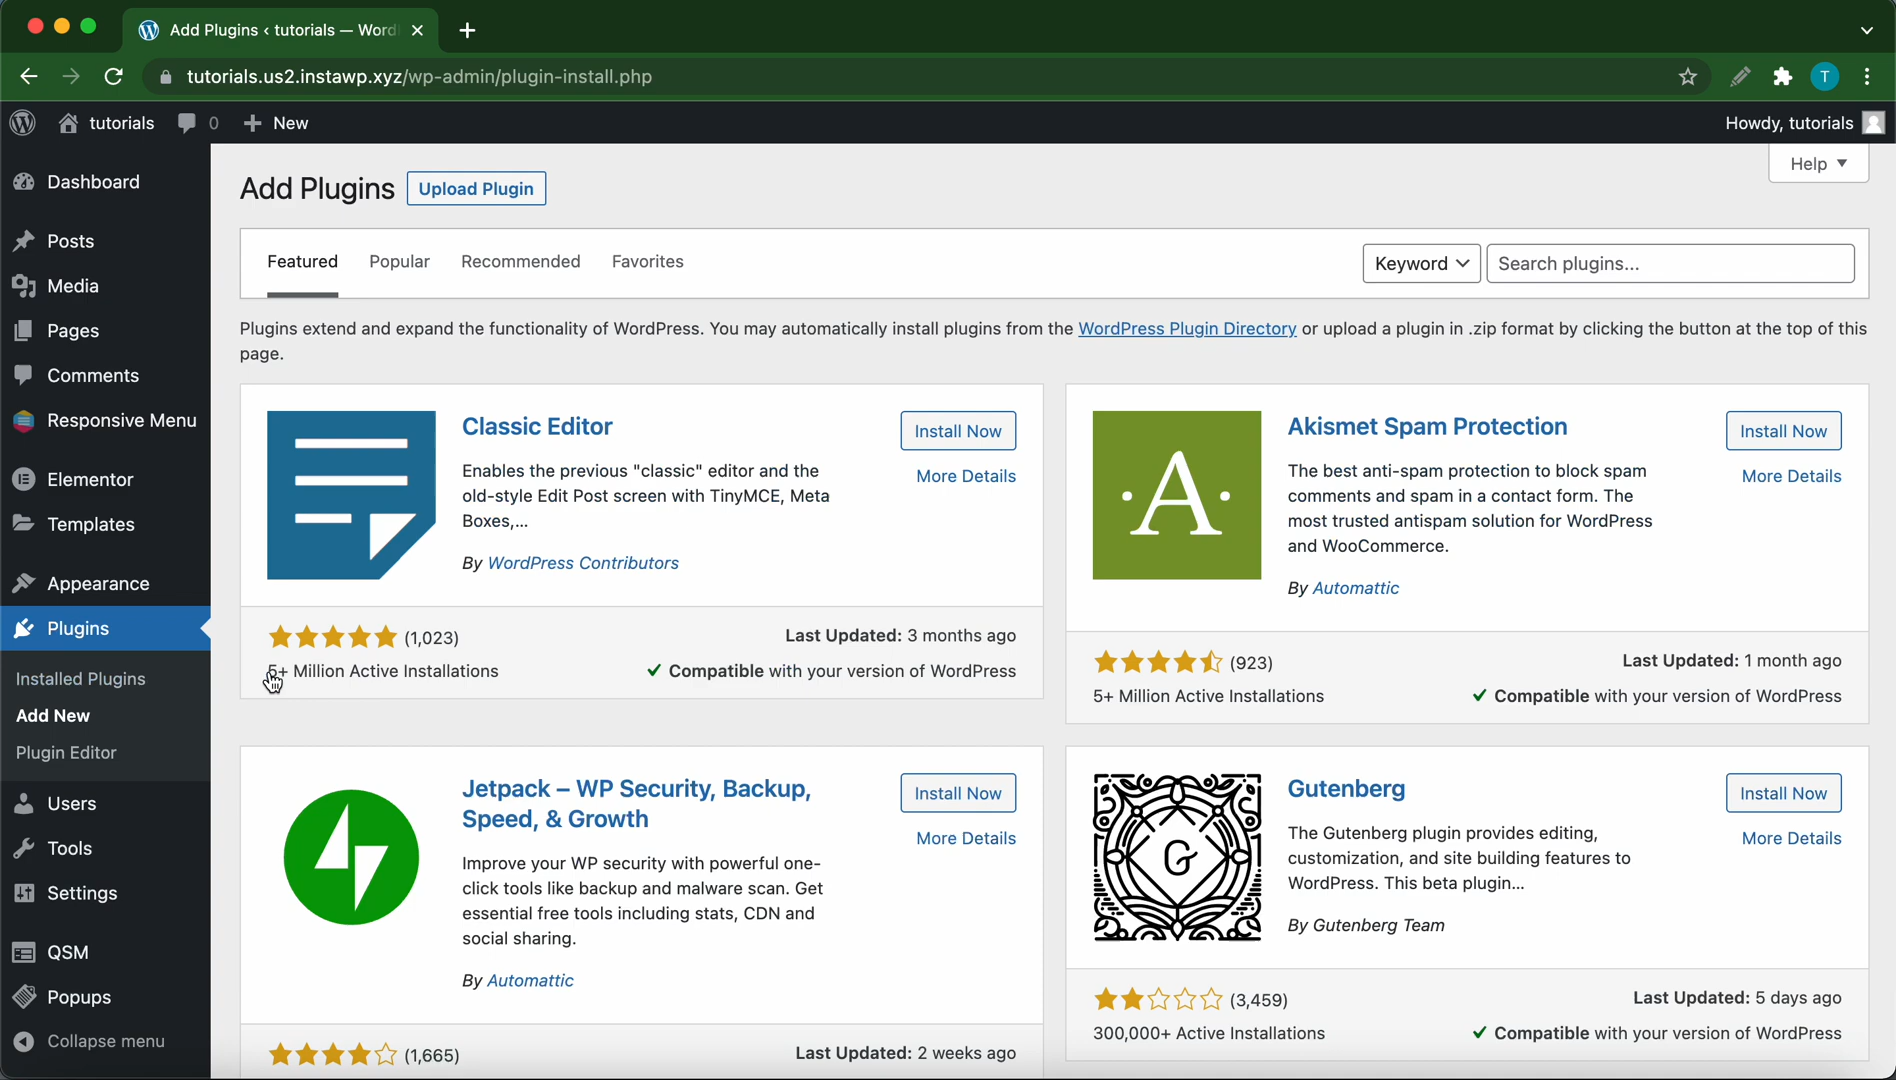 Add Plugins ‹ tutorials — Word
tutorials.us2.instawp.xyz/wp-admin/plugin-install.php
T
tutorials 0 New
Howdy, tutorials
Dashboard
Posts
Media
Pages
Comments
Responsive Menu
Elementor
Templates
Appearance
Plugins
Installed Plugins
Add New
Plugin Editor
Users
Tools
Settings
QSM
Popups
Collapse menu
Help
Add Plugins Upload Plugin
Featured Popular Recommended Favorites
Keyword Search plugins...
Plugins extend and expand the functionality of WordPress. You may automatically install plugins from the WordPress Plugin Directory or upload a plugin in .zip format by clicking the button at the top of this
page.
Classic Editor
Install Now
More Details
Enables the previous "classic" editor and the
old-style Edit Post screen with TinyMCE, Meta
Boxes,...
By WordPress Contributors
(1,023)
Last Updated: 3 months ago
5+ Million Active Installations
Compatible with your version of WordPress
A
Akismet Spam Protection
Install Now
More Details
The best anti-spam protection to block spam
comments and spam in a contact form. The
most trusted antispam solution for WordPress
and WooCommerce.
By Automattic
(923)
Last Updated: 1 month ago
5+ Million Active Installations
Compatible with your version of WordPress
Jetpack – WP Security, Backup,
Speed, & Growth
Install Now
More Details
Improve your WP security with powerful one-
click tools like backup and malware scan. Get
essential free tools including stats, CDN and
social sharing.
By Automattic
(1,665)
Last Updated: 2 weeks ago
G
Gutenberg
Install Now
More Details
The Gutenberg plugin provides editing,
customization, and site building features to
WordPress. This beta plugin...
By Gutenberg Team
(3,459)
Last Updated: 5 days ago
300,000+ Active Installations
Compatible with your version of WordPress